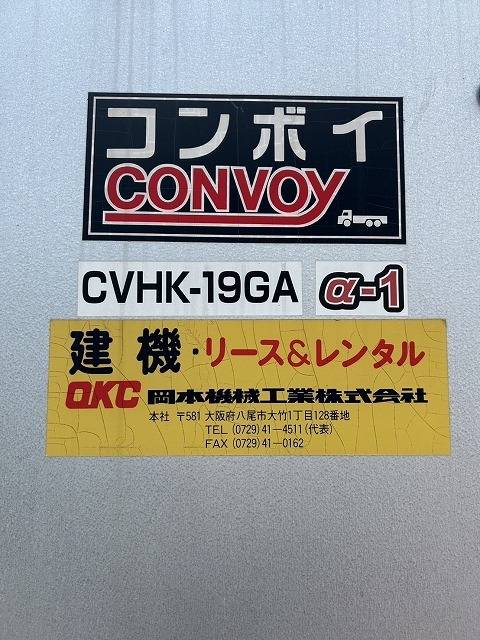 コンボイ
CONVOY
CVHK-19GA α-1
建機・リース&レンタル
OKC 岡本機械工業株式会社
本社 〒581 大阪府八尾市大竹1丁目128番地
TEL (0729) 41-4511 (代表)
FAX (0729) 41-0162